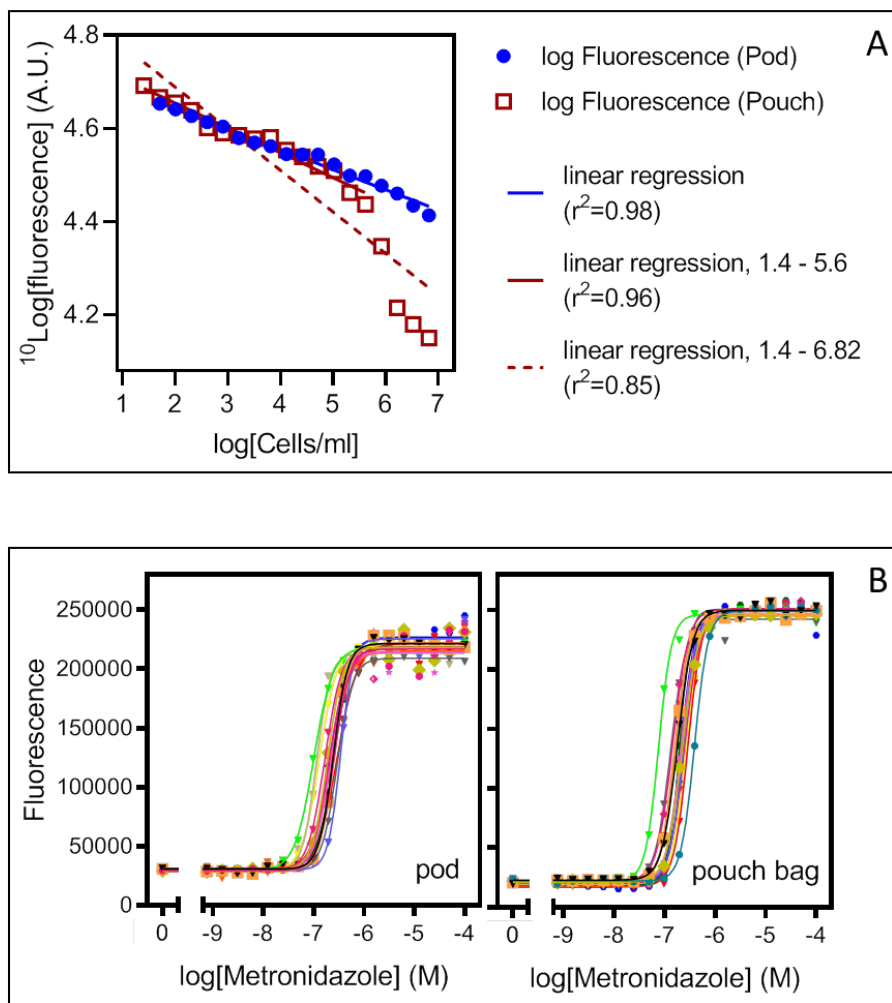 A
4.8
4.6
4.4
4.2
¹⁰Log[fluorescence] (A.U.)
1 2 3 4 5 6 7
log[Cells/ml]
log Fluorescence (Pod)
log Fluorescence (Pouch)
linear regression
(r²=0.98)
linear regression, 1.4 - 5.6
(r²=0.96)
linear regression, 1.4 - 6.82
(r²=0.85)
B
250000
200000
150000
100000
50000
0
Fluorescence
pod
0 -9 -8 -7 -6 -5 -4
log[Metronidazole] (M)
pouch bag
0 -9 -8 -7 -6 -5 -4
log[Metronidazole] (M)